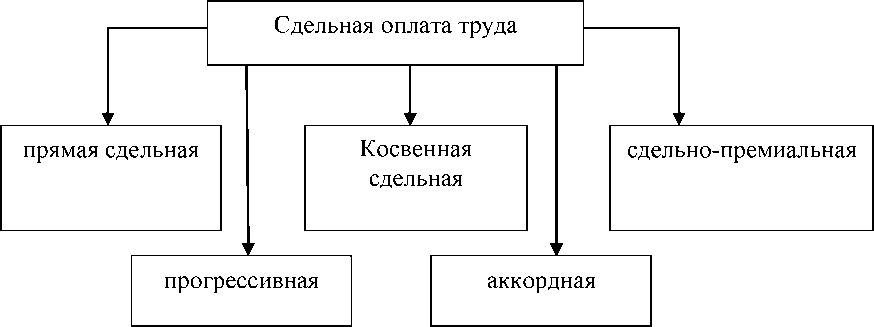 Сдельная оплата труда
прямая сдельная
Косвенная
сдельная
сдельно-премиальная
прогрессивная
аккордная